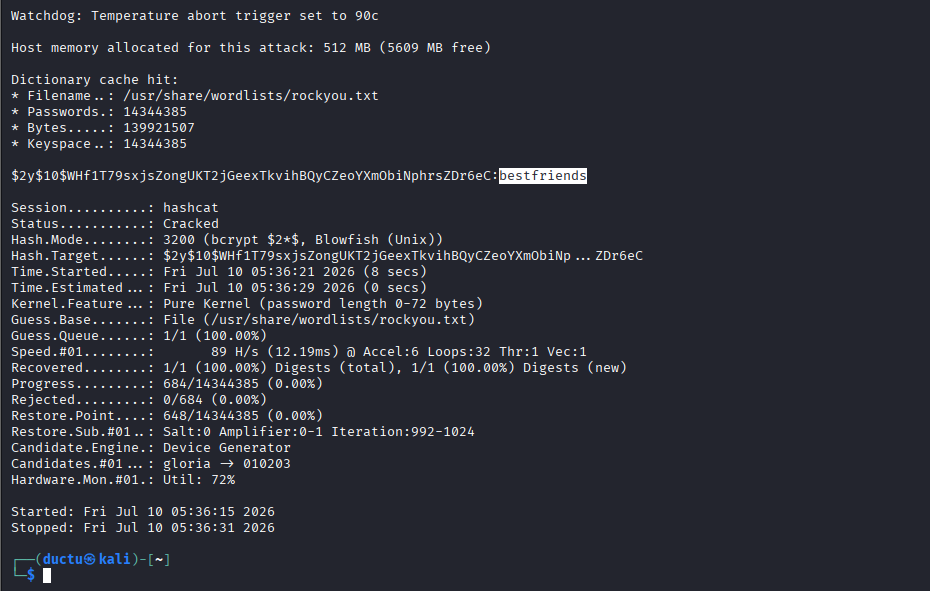 Watchdog: Temperature abort trigger set to 90c
Host memory allocated for this attack: 512 MB (5609 MB free)
Dictionary cache hit:
* Filename..: /usr/share/wordlists/rockyou.txt
* Passwords.: 14344385
* Bytes.....: 139921507
* Keyspace..: 14344385
$2y$10$WHf1T79sxjsZongUKT2jGeexTkvihBQyCZeoYXmObiNphrsZDr6eC:bestfriends
Session..........: hashcat
Status...........: Cracked
Hash.Mode........: 3200 (bcrypt $2*$, Blowfish (Unix))
Hash.Target......: $2y$10$WHf1T79sxjsZongUKT2jGeexTkvihBQyCZeoYXmObiNp...ZDr6eC
Time.Started.....: Fri Jul 10 05:36:21 2026 (8 secs)
Time.Estimated...: Fri Jul 10 05:36:29 2026 (0 secs)
Kernel.Feature...: Pure Kernel (password length 0-72 bytes)
Guess.Base.......: File (/usr/share/wordlists/rockyou.txt)
Guess.Queue......: 1/1 (100.00%)
Speed.#01........:       89 H/s (12.19ms) @ Accel:6 Loops:32 Thr:1 Vec:1
Recovered........: 1/1 (100.00%) Digests (total), 1/1 (100.00%) Digests (new)
Progress.........: 684/14344385 (0.00%)
Rejected.........: 0/684 (0.00%)
Restore.Point....: 648/14344385 (0.00%)
Restore.Sub.#01..: Salt:0 Amplifier:0-1 Iteration:992-1024
Candidate.Engine.: Device Generator
Candidates.#01...: gloria -> 010203
Hardware.Mon.#01.: Util: 72%
Started: Fri Jul 10 05:36:15 2026
Stopped: Fri Jul 10 05:36:31 2026
┌──(ductu㉿kali)-[~]
└─$